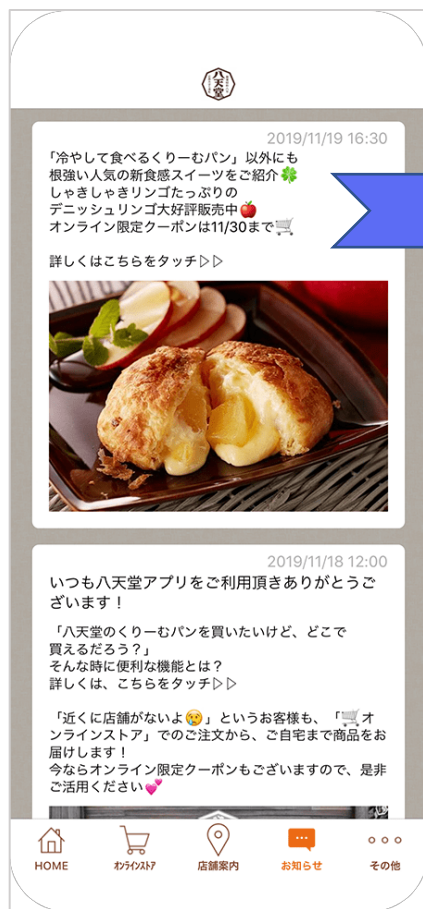 八天堂
2019/11/19 16:30
「冷やして食べるくりーむパン」以外にも
根強い人気の新食感スイーツをご紹介🍀
しゃきしゃきリンゴたっぷりの
デニッシュリンゴ大好評販売中🍎
オンライン限定クーポンは11/30まで🛒
詳しくはこちらをタッチ▷▷
2019/11/18 12:00
いつも八天堂アプリをご利用頂きありがとうご
ざいます！
「八天堂のくりーむパンを買いたいけど、どこで
買えるだろう？」
そんな時に便利な機能とは？
詳しくは、こちらをタッチ▷▷
「近くに店舗がないよ😢」というお客様も、「🛒オ
ンラインストア」でのご注文から、ご自宅まで商品をお
届けします！
今ならオンライン限定クーポンもございますので、是非
ご活用ください💕
HOME
オンラインストア
店舗案内
お知らせ
その他